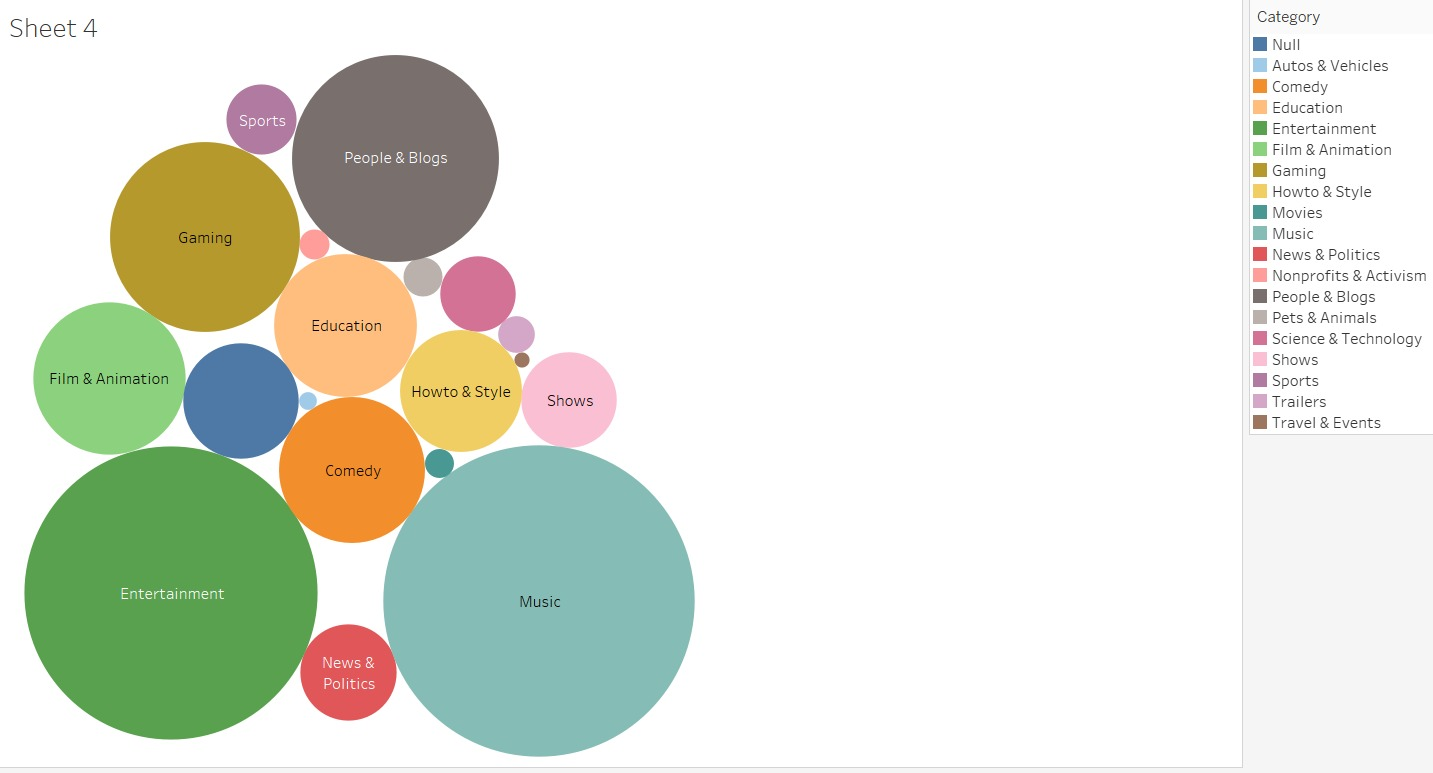 Sheet 4
Sports
People & Blogs
Gaming
Education
Film & Animation
Howto & Style
Shows
Comedy
Entertainment
Music
News &
Politics
Category
Null
Autos & Vehicles
Comedy
Education
Entertainment
Film & Animation
Gaming
Howto & Style
Movies
Music
News & Politics
Nonprofits & Activism
People & Blogs
Pets & Animals
Science & Technology
Shows
Sports
Trailers
Travel & Events